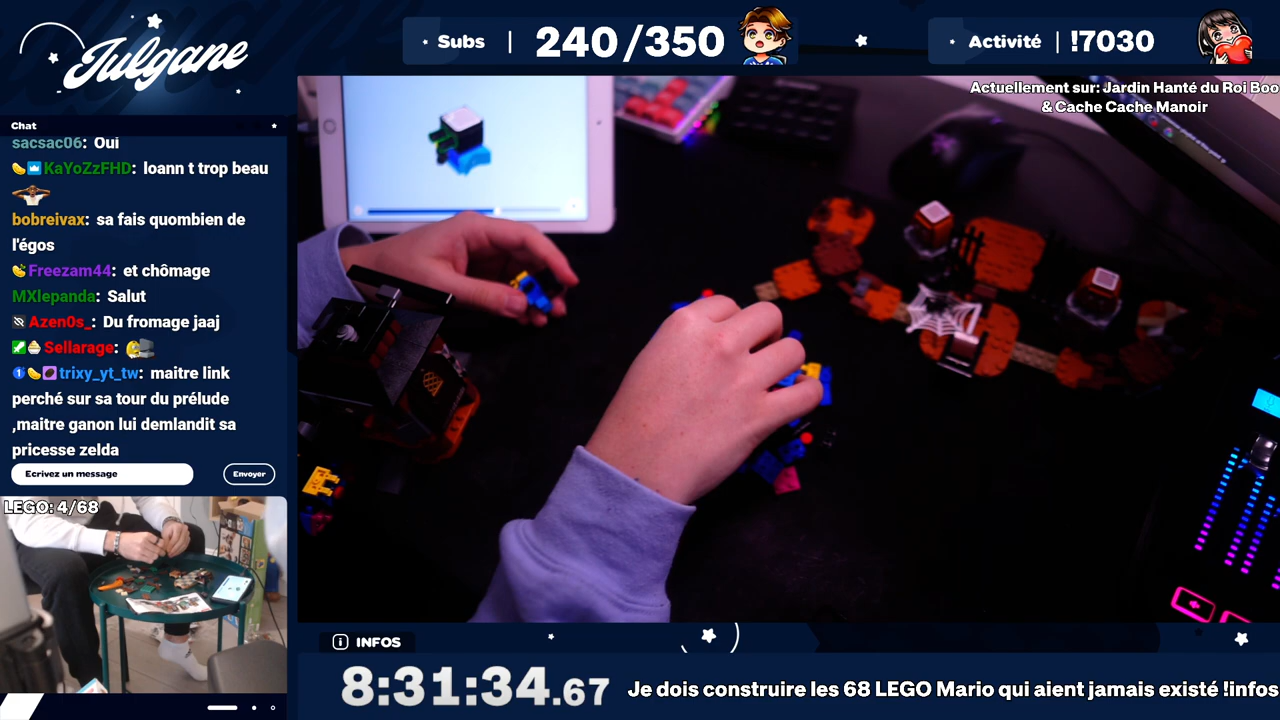 Julgane
Subs | 240/350
Activité | !7030
Actuellement sur: Jardin Hanté du Roi Boo
& Cache Cache Manoir
Chat
sacsac06: Oui
KaYoZzFHD: loann t trop beau
bobreivax: sa fais quombien de
l'égos
Freezam44: et chômage
MXlepanda: Salut
Azen0s_: Du fromage jaaj
Sellarage:
trixy_yt_tw: maitre link
perché sur sa tour du prélude
,maitre ganon lui demlandit sa
pricesse zelda
Ecrivez un message
Envoyer
LEGO: 4/68
INFOS
8:31:34.67
Je dois construire les 68 LEGO Mario qui aient jamais existé !infos